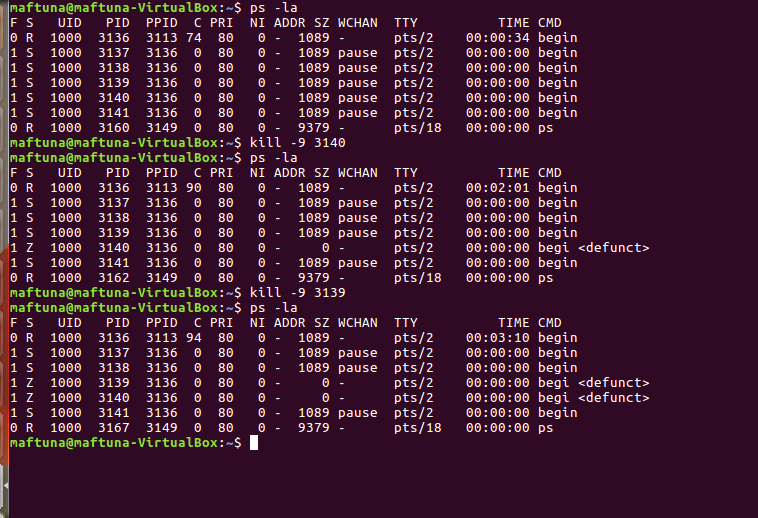 maftuna@maftuna-VirtualBox:~$ ps -la
F S   UID   PID  PPID  C PRI  NI ADDR SZ WCHAN  TTY          TIME CMD
0 R  1000  3136  3113 74  80   0 -  1089 -      pts/2    00:00:34 begin
1 S  1000  3137  3136  0  80   0 -  1089 pause  pts/2    00:00:00 begin
1 S  1000  3138  3136  0  80   0 -  1089 pause  pts/2    00:00:00 begin
1 S  1000  3139  3136  0  80   0 -  1089 pause  pts/2    00:00:00 begin
1 S  1000  3140  3136  0  80   0 -  1089 pause  pts/2    00:00:00 begin
1 S  1000  3141  3136  0  80   0 -  1089 pause  pts/2    00:00:00 begin
0 R  1000  3160  3149  0  80   0 -  9379 -      pts/18   00:00:00 ps
maftuna@maftuna-VirtualBox:~$ kill -9 3140
maftuna@maftuna-VirtualBox:~$ ps -la
F S   UID   PID  PPID  C PRI  NI ADDR SZ WCHAN  TTY          TIME CMD
0 R  1000  3136  3113 90  80   0 -  1089 -      pts/2    00:02:01 begin
1 S  1000  3137  3136  0  80   0 -  1089 pause  pts/2    00:00:00 begin
1 S  1000  3138  3136  0  80   0 -  1089 pause  pts/2    00:00:00 begin
1 S  1000  3139  3136  0  80   0 -  1089 pause  pts/2    00:00:00 begin
1 Z  1000  3140  3136  0  80   0 -     0 -      pts/2    00:00:00 begi <defunct>
1 S  1000  3141  3136  0  80   0 -  1089 pause  pts/2    00:00:00 begin
0 R  1000  3162  3149  0  80   0 -  9379 -      pts/18   00:00:00 ps
maftuna@maftuna-VirtualBox:~$ kill -9 3139
maftuna@maftuna-VirtualBox:~$ ps -la
F S   UID   PID  PPID  C PRI  NI ADDR SZ WCHAN  TTY          TIME CMD
0 R  1000  3136  3113 94  80   0 -  1089 -      pts/2    00:03:10 begin
1 S  1000  3137  3136  0  80   0 -  1089 pause  pts/2    00:00:00 begin
1 S  1000  3138  3136  0  80   0 -  1089 pause  pts/2    00:00:00 begin
1 Z  1000  3139  3136  0  80   0 -     0 -      pts/2    00:00:00 begi <defunct>
1 Z  1000  3140  3136  0  80   0 -     0 -      pts/2    00:00:00 begi <defunct>
1 S  1000  3141  3136  0  80   0 -  1089 pause  pts/2    00:00:00 begin
0 R  1000  3167  3149  0  80   0 -  9379 -      pts/18   00:00:00 ps
maftuna@maftuna-VirtualBox:~$